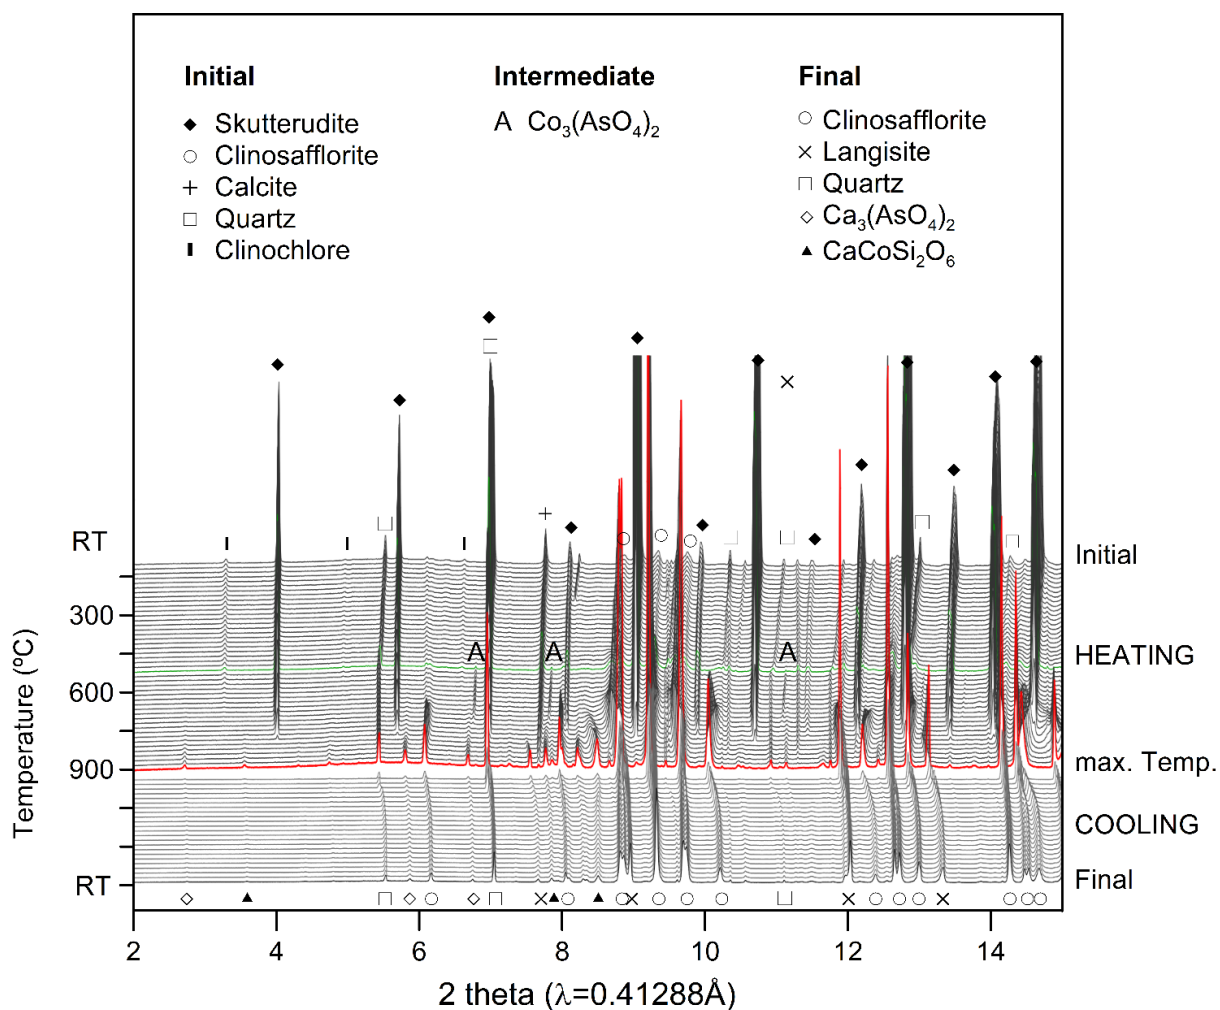 Initial
Skutterudite
Clinosafflorite
Calcite
Quartz
Clinochlore
Intermediate
A Co₃(AsO₄)₂
Final
Clinosafflorite
Langisite
Quartz
Ca₃(AsO₄)₂
CaCoSi₂O₆
RT
300
600
900
RT
Temperature (ºC)
A
A
A
Initial
HEATING
max. Temp.
COOLING
Final
2
4
6
8
10
12
14
2 theta (λ=0.41288Å)